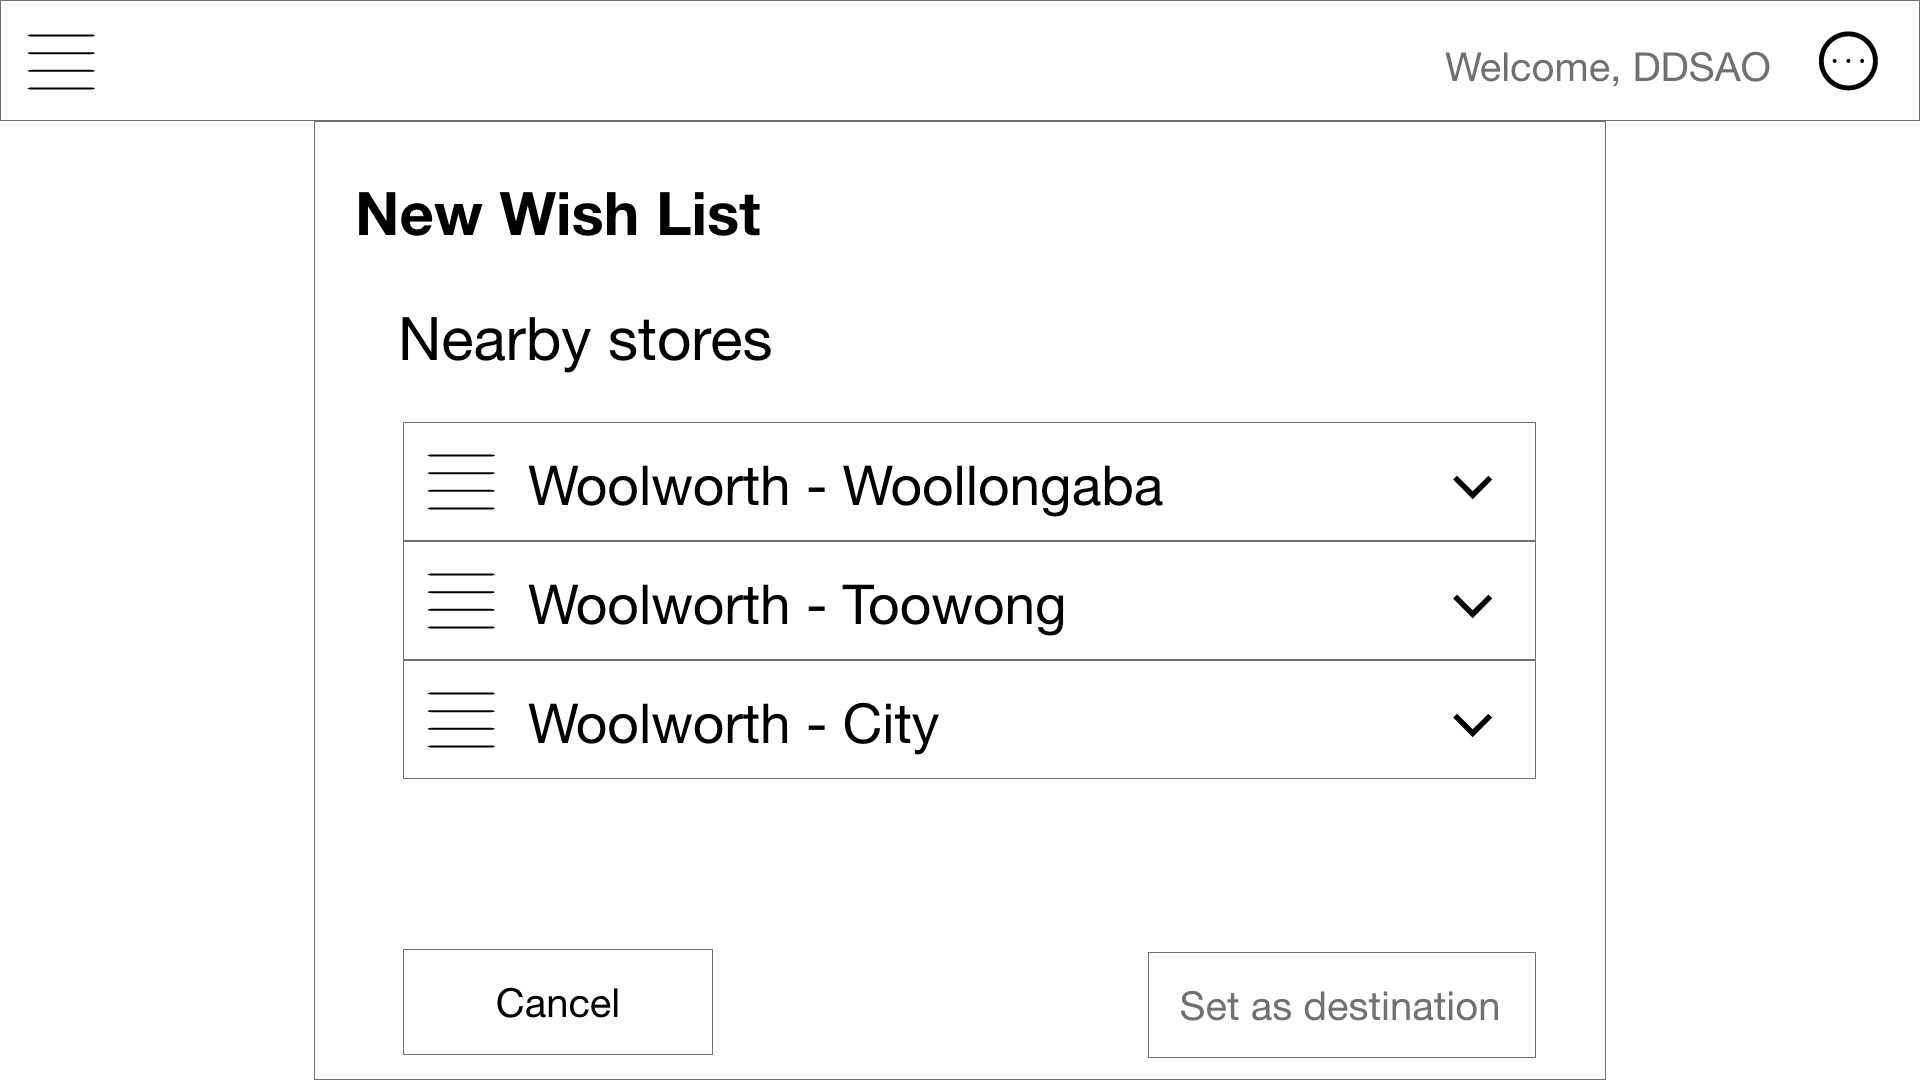 Welcome, DDSAO
New Wish List
Nearby stores
Woolworth - Woollongaba
Woolworth - Toowong
Woolworth - City
Cancel
Set as destination